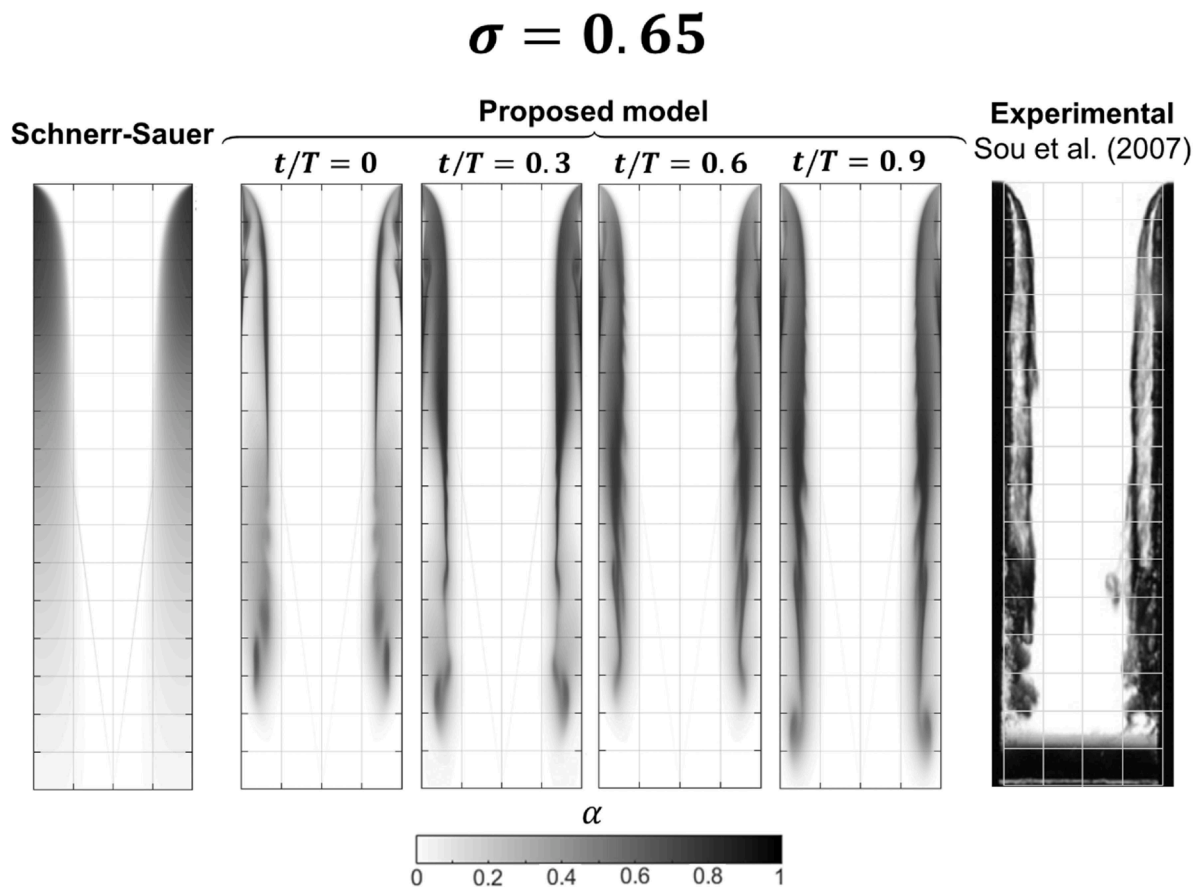 σ = 0.65
Schnerr-Sauer
Proposed model
Experimental
Sou et al. (2007)
t/T = 0
t/T = 0.3
t/T = 0.6
t/T = 0.9
α
0 0.2 0.4 0.6 0.8 1